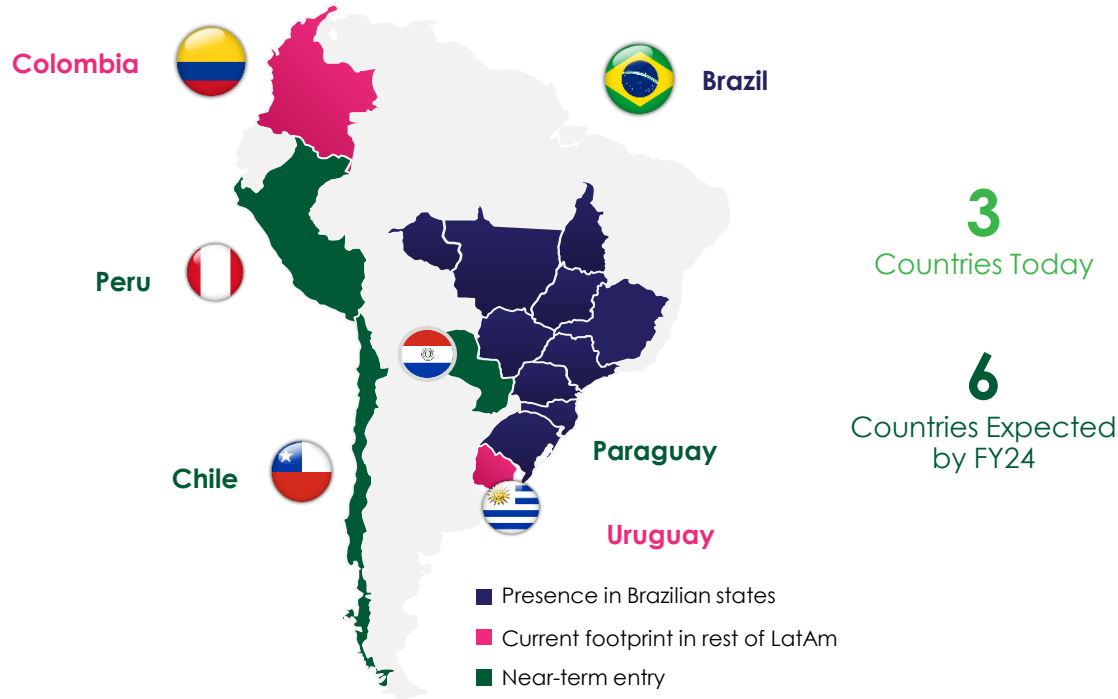 Colombia
Brazil
Peru
Chile
Paraguay
Uruguay
3
Countries Today
6
Countries Expected
by FY24
Presence in Brazilian states
Current footprint in rest of LatAm
Near-term entry